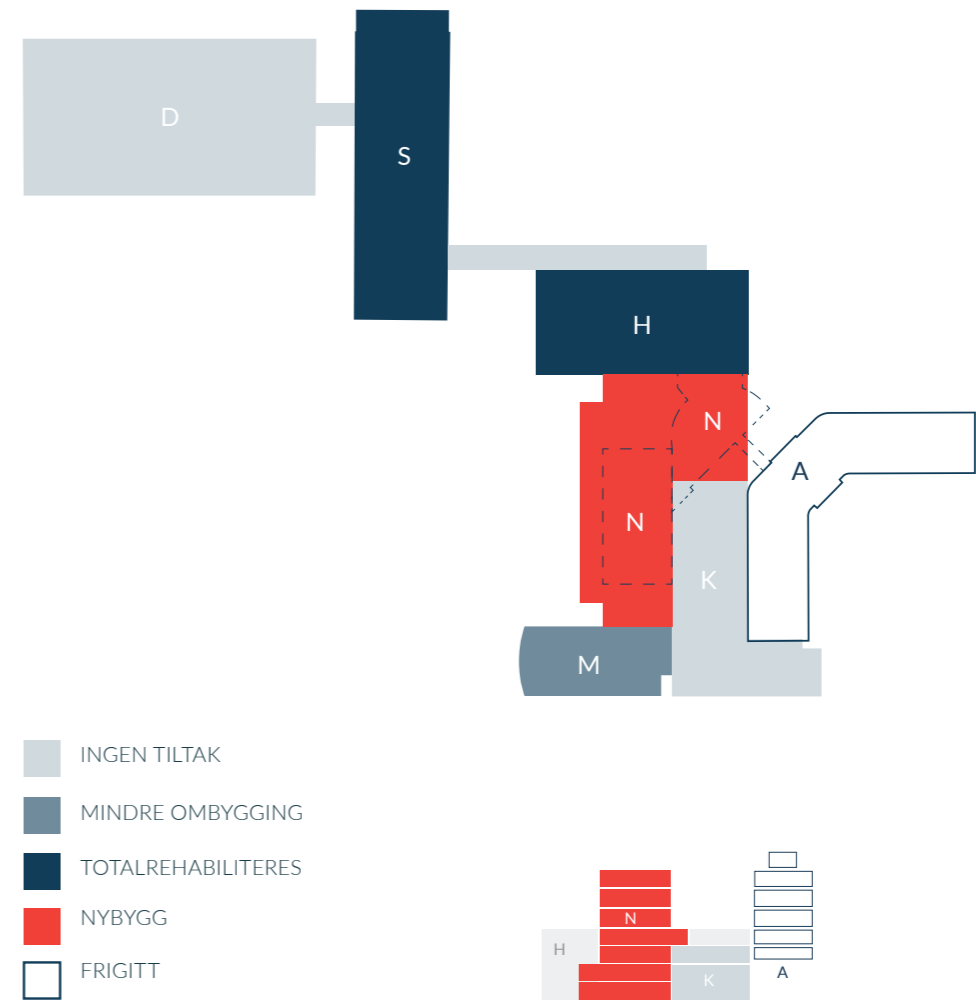 D
S
H
N
A
N
K
M
INGEN TILTAK
MINDRE OMBYGGING
TOTALREHABILITERES
NYBYGG
FRIGITT
N
H
K
A